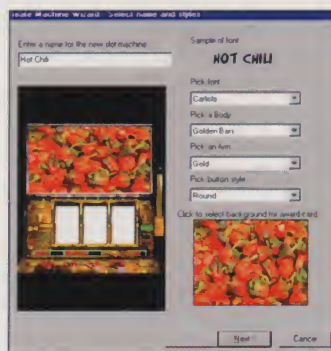 Create Machine Wizard - Select name and styles
Enter a name for the new slot machine
Hot Chili
Sample of font
HOT CHILI
Pick font
Carlisle
Pick a Body
Golden Bars
Pick an Arm
Gold
Pick button style
Round
Click to select background for award card
Next
Cancel